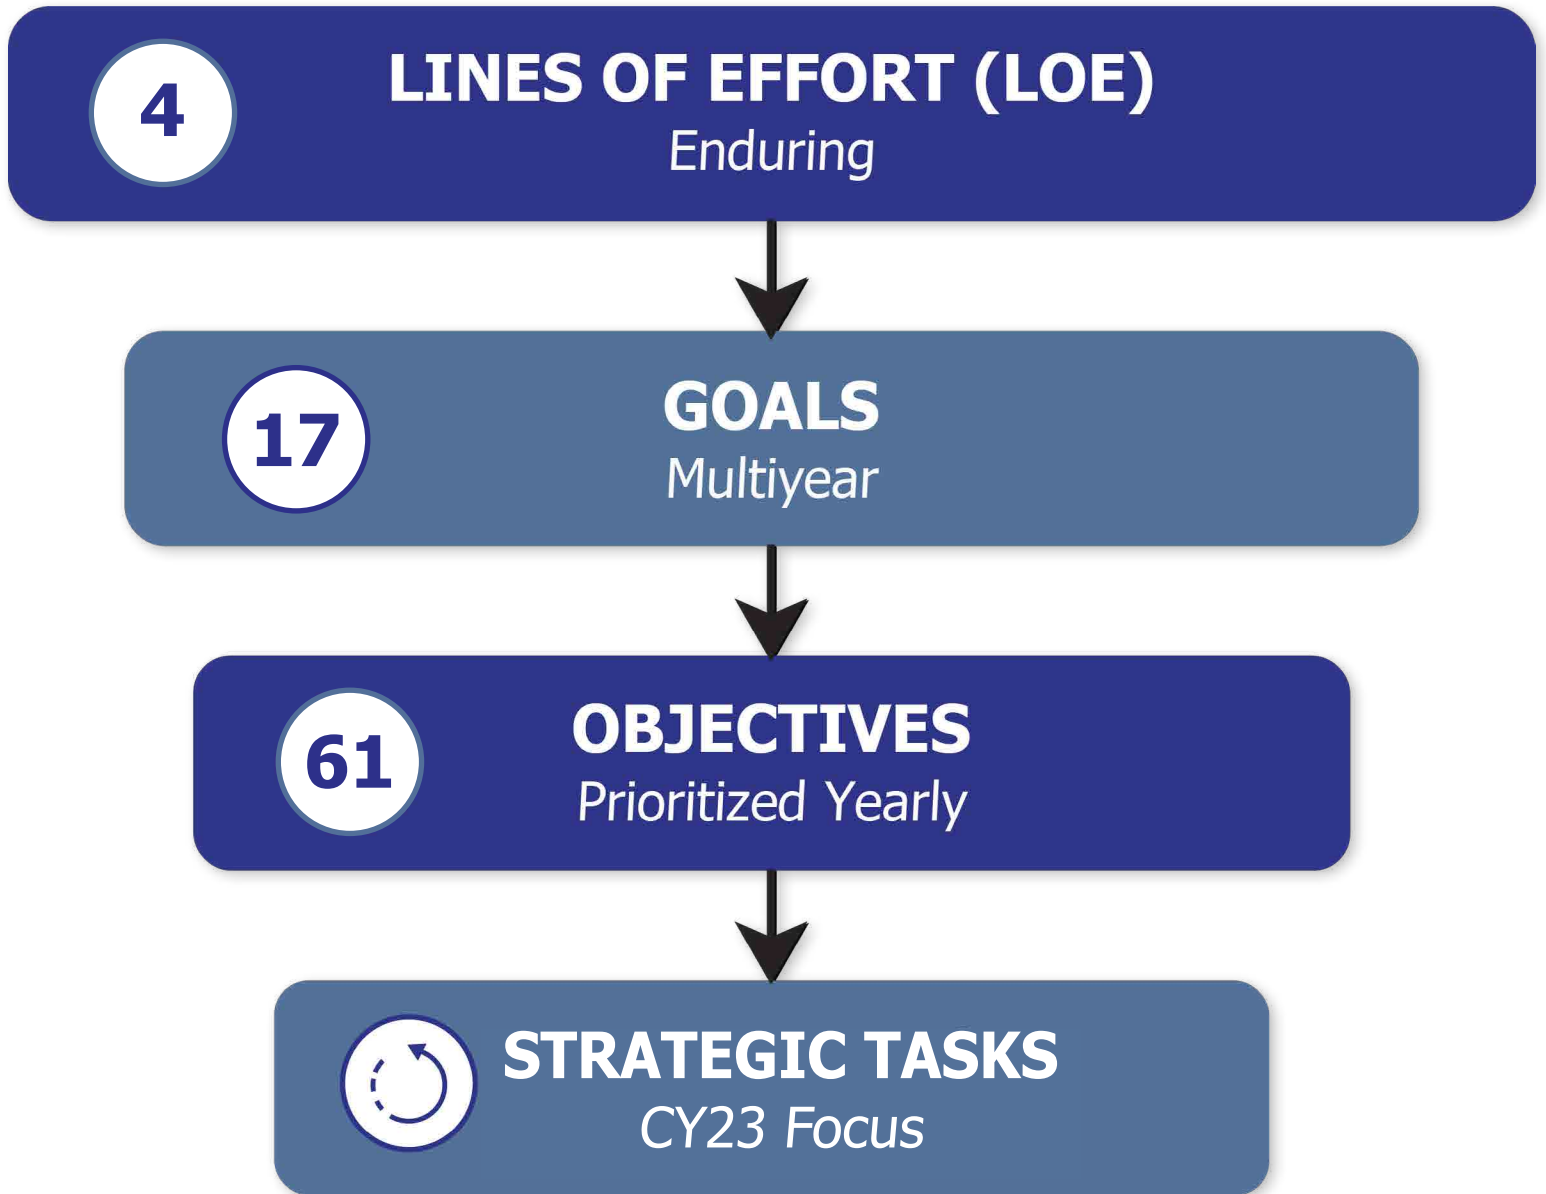 4
LINES OF EFFORT (LOE)
Enduring
17
GOALS
Multiyear
61
OBJECTIVES
Prioritized Yearly
STRATEGIC TASKS
CY23 Focus